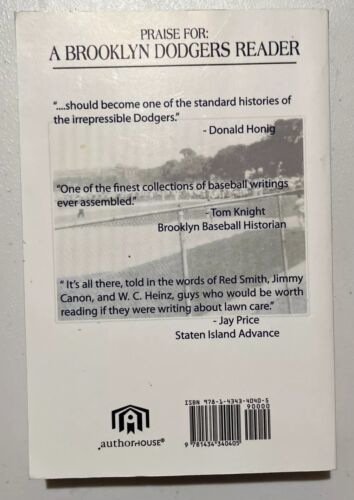 PRAISE FOR:
A BROOKLYN DODGERS READER
"....should become one of the standard histories of
the irrepressible Dodgers."
- Donald Honig
"One of the finest collections of baseball writings
ever assembled."
- Tom Knight
Brooklyn Baseball Historian
" It's all there, told in the words of Red Smith, Jimmy
Canon, and W. C. Heinz, guys who would be worth
reading if they were writing about lawn care."
- Jay Price
Staten Island Advance
ISBN 978-1-4343-4040-5
90000
9 781434 340405
authorHOUSE®